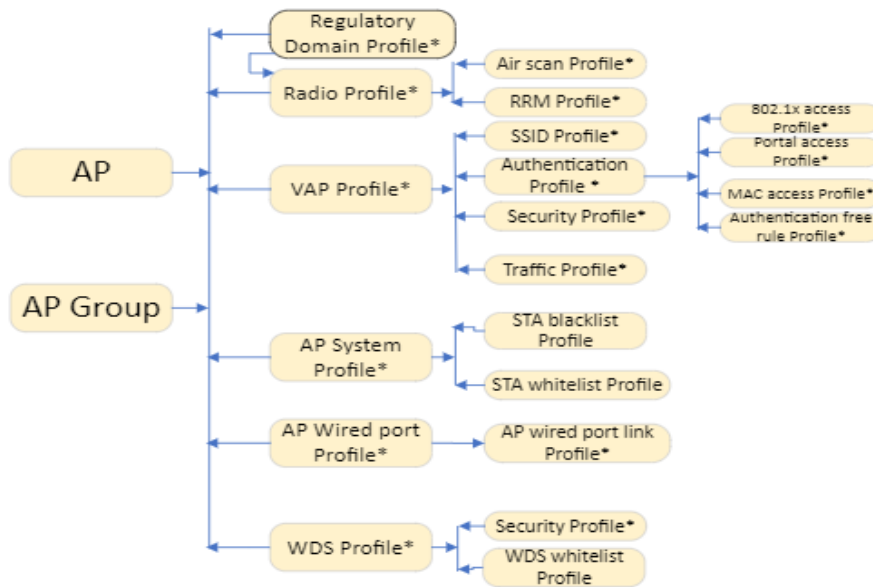 Regulatory
Domain Profile*
Air scan Profile*
Radio Profile*
RRM Profile*
802.1x access
Profile*
SSID Profile*
Portal access
Profile*
AP
VAP Profile*
Authentication
Profile *
MAC access Profile*
Security Profile*
Authentication free
rule Profile*
Traffic Profile*
AP Group
STA blacklist
Profile
AP System
Profile*
STA whitelist Profile
AP Wired port
Profile*
AP wired port link
Profile*
Security Profile*
WDS Profile*
WDS whitelist
Profile